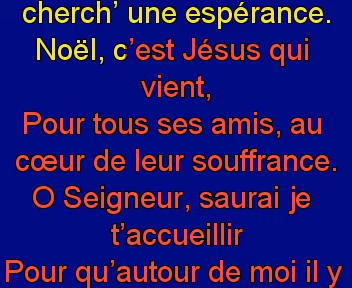 cherch’ une espérance.
Noël, c’est Jésus qui
vient,
Pour tous ses amis, au
cœur de leur souffrance.
O Seigneur, saurai je
t’accueillir
Pour qu’autour de moi il y